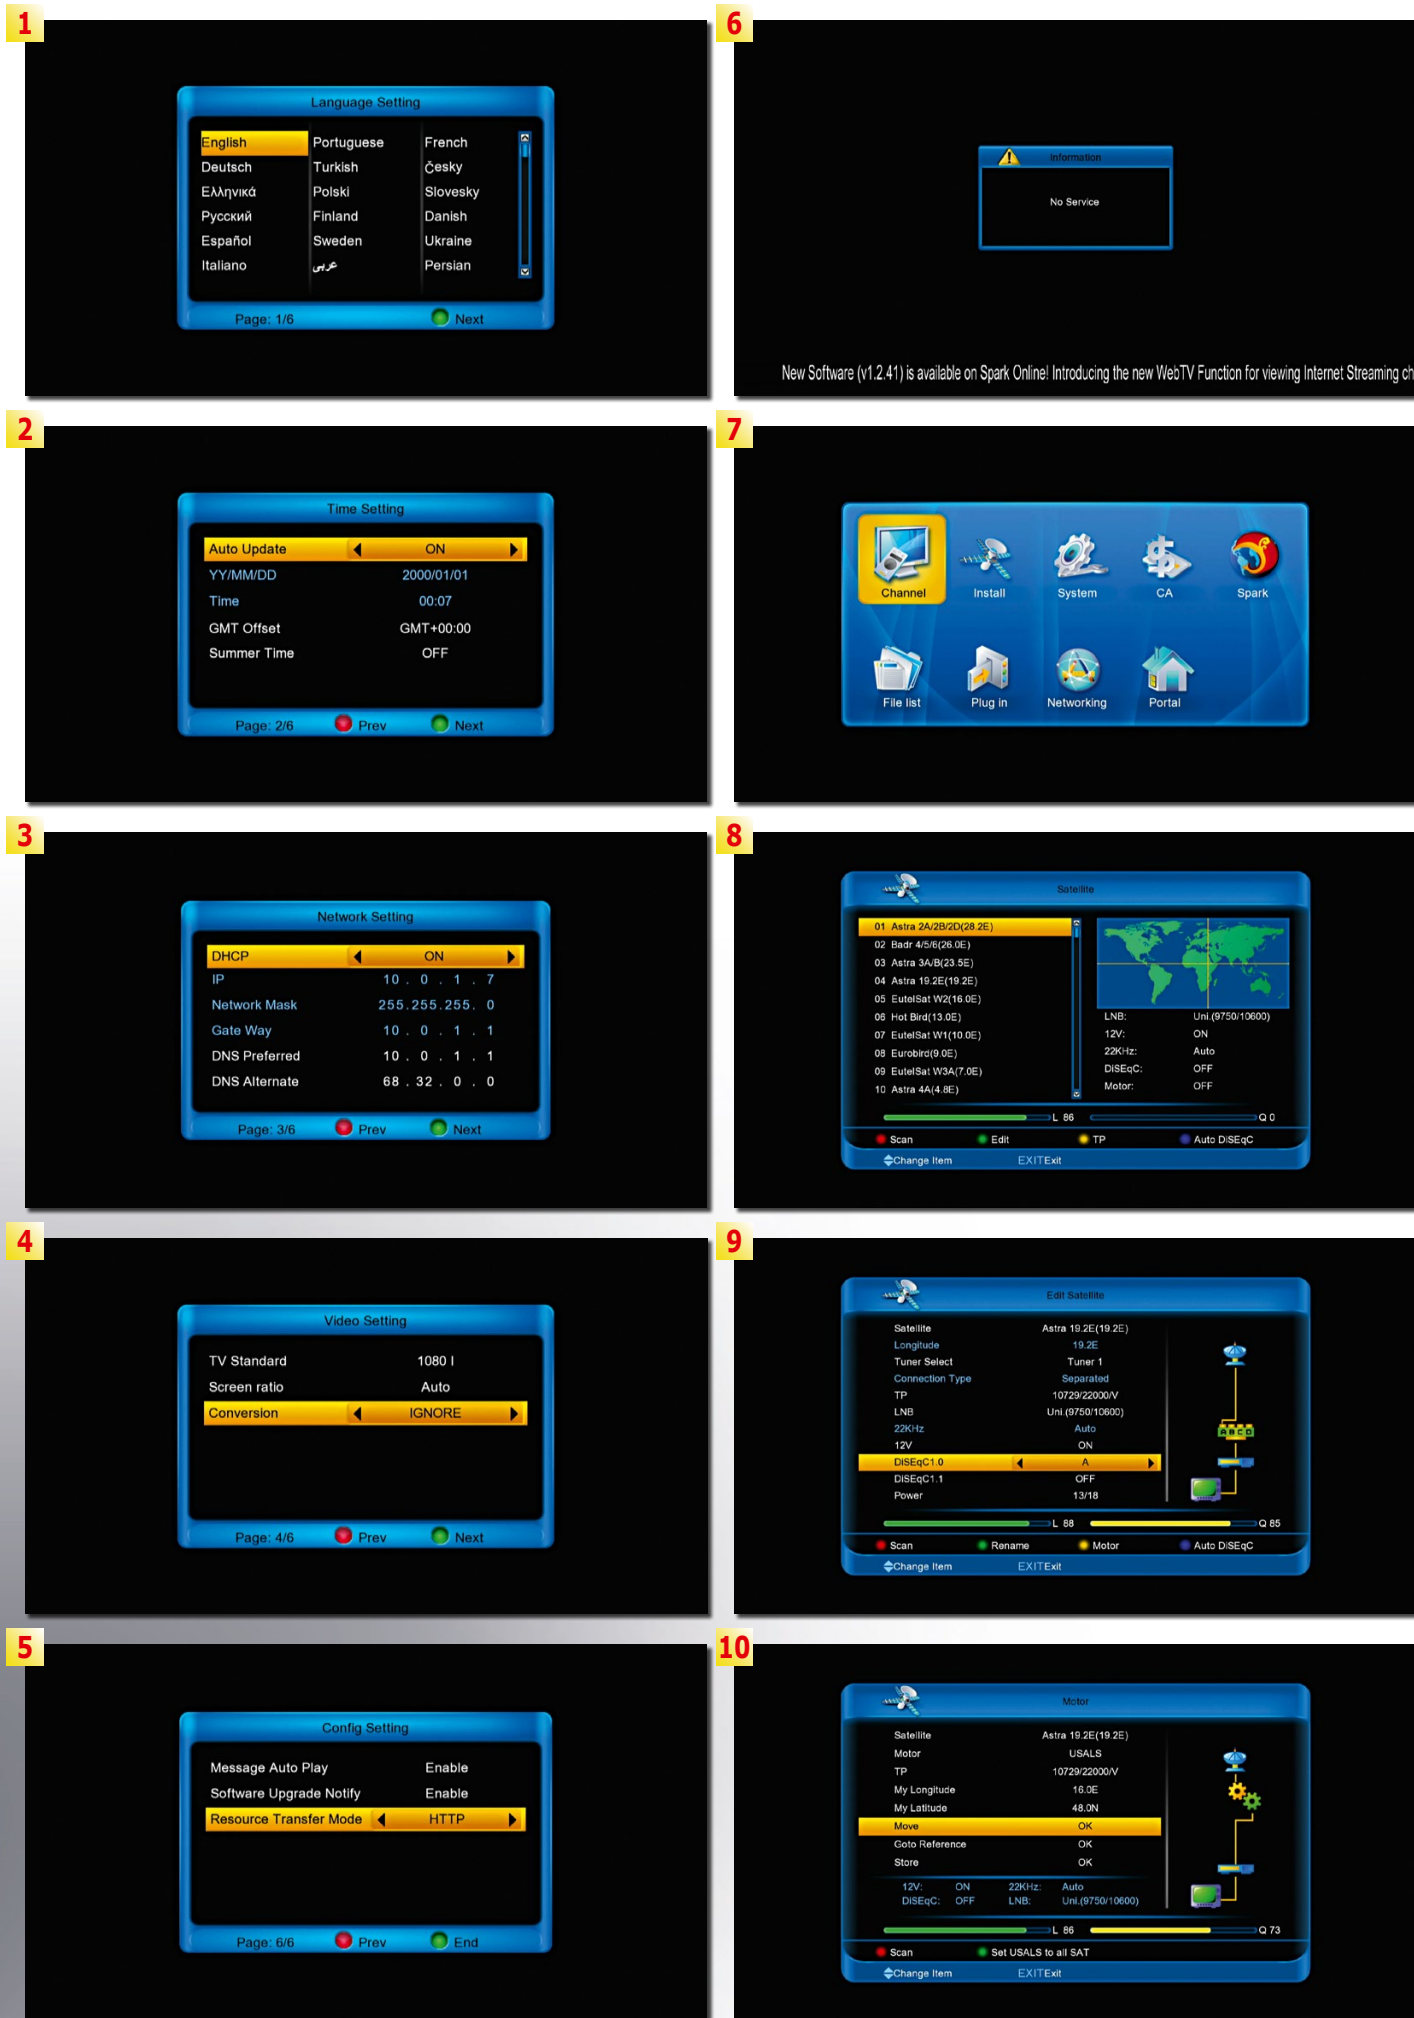 1
Language Setting
English Portuguese French
Deutsch Turkish Česky
Ελληνικά Polski Slovesky
Русский Finland Danish
Español Sweden Ukraine
Italiano عربى Persian
Page: 1/6 Next
2
Time Setting
Auto Update ON
YY/MM/DD 2000/01/01
Time 00:07
GMT Offset GMT+00:00
Summer Time OFF
Page: 2/6 Prev Next
3
Network Setting
DHCP ON
IP 10 . 0 . 1 . 7
Network Mask 255.255.255. 0
Gate Way 10 . 0 . 1 . 1
DNS Preferred 10 . 0 . 1 . 1
DNS Alternate 68 . 32 . 0 . 0
Page: 3/6 Prev Next
4
Video Setting
TV Standard 1080 I
Screen ratio Auto
Conversion IGNORE
Page: 4/6 Prev Next
5
Config Setting
Message Auto Play Enable
Software Upgrade Notify Enable
Resource Transfer Mode HTTP
Page: 6/6 Prev End
6
Information
No Service
New Software (v1.2.41) is available on Spark Online! Introducing the new WebTV Function for viewing Internet Streaming ch
7
Channel Install System CA Spark
File list Plug in Networking Portal
8
Satellite
01 Astra 2A/2B/2D(28.2E)
02 Badr 4/5/6(26.0E)
03 Astra 3A/B(23.5E)
04 Astra 19.2E(19.2E)
05 EutelSat W2(16.0E)
06 Hot Bird(13.0E)
07 EutelSat W1(10.0E)
08 Eurobird(9.0E)
09 EutelSat W3A(7.0E)
10 Astra 4A(4.8E)
LNB: Uni.(9750/10600)
12V: ON
22KHz: Auto
DiSEqC: OFF
Motor: OFF
L 86 Q 0
Scan Edit TP Auto DiSEqC
Change Item EXITExit
9
Edit Satellite
Satellite Astra 19.2E(19.2E)
Longitude 19.2E
Tuner Select Tuner 1
Connection Type Separated
TP 10729/22000/V
LNB Uni.(9750/10600)
22KHz Auto
12V ON
DiSEqC1.0 A
DiSEqC1.1 OFF
Power 13/18
A B C D
L 88 Q 85
Scan Rename Motor Auto DiSEqC
Change Item EXITExit
10
Motor
Satellite Astra 19.2E(19.2E)
Motor USALS
TP 10729/22000/V
My Longitude 16.0E
My Latitude 48.0N
Move OK
Goto Reference OK
Store OK
12V: ON 22KHz: Auto
DiSEqC: OFF LNB: Uni.(9750/10600)
L 86 Q 73
Scan Set USALS to all SAT
Change Item EXITExit